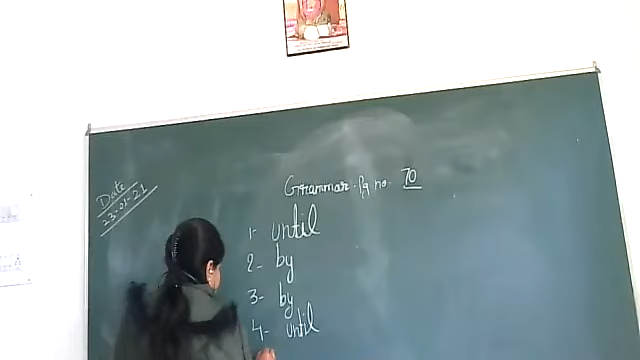 Date
23-01-21
Grammar - Pg no. 70
1- until
2- by
3- by
4- until